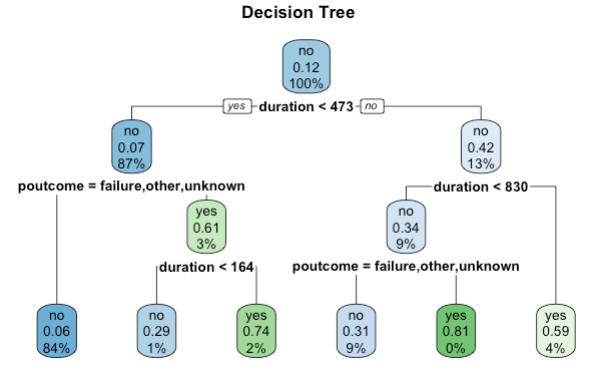 Decision Tree
no
0.12
100%
yes duration < 473 no
no
0.07
87%
no
0.42
13%
poutcome = failure,other,unknown
duration < 830
yes
0.61
3%
no
0.34
9%
duration < 164
poutcome = failure,other,unknown
no
0.06
84%
no
0.29
1%
yes
0.74
2%
no
0.31
9%
yes
0.81
0%
yes
0.59
4%